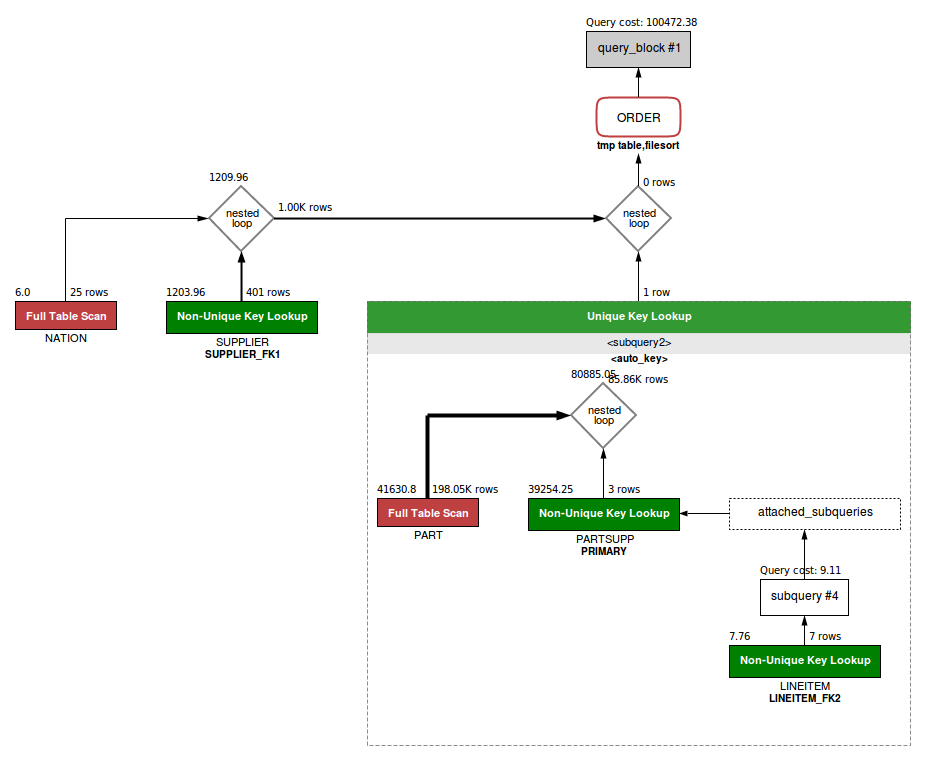 Query cost: 100472.38
query_block #1
ORDER
tmp table,filesort
0 rows
1209.96
nested
loop
1.00K rows
nested
loop
6.0
25 rows
Full Table Scan
NATION
1203.96
401 rows
Non-Unique Key Lookup
SUPPLIER
SUPPLIER_FK1
1 row
Unique Key Lookup
<subquery2>
<auto_key>
80885.05
85.86K rows
nested
loop
41630.8
198.05K rows
Full Table Scan
PART
39254.25
3 rows
Non-Unique Key Lookup
PARTSUPP
PRIMARY
attached_subqueries
Query cost: 9.11
subquery #4
7.76
7 rows
Non-Unique Key Lookup
LINEITEM
LINEITEM_FK2